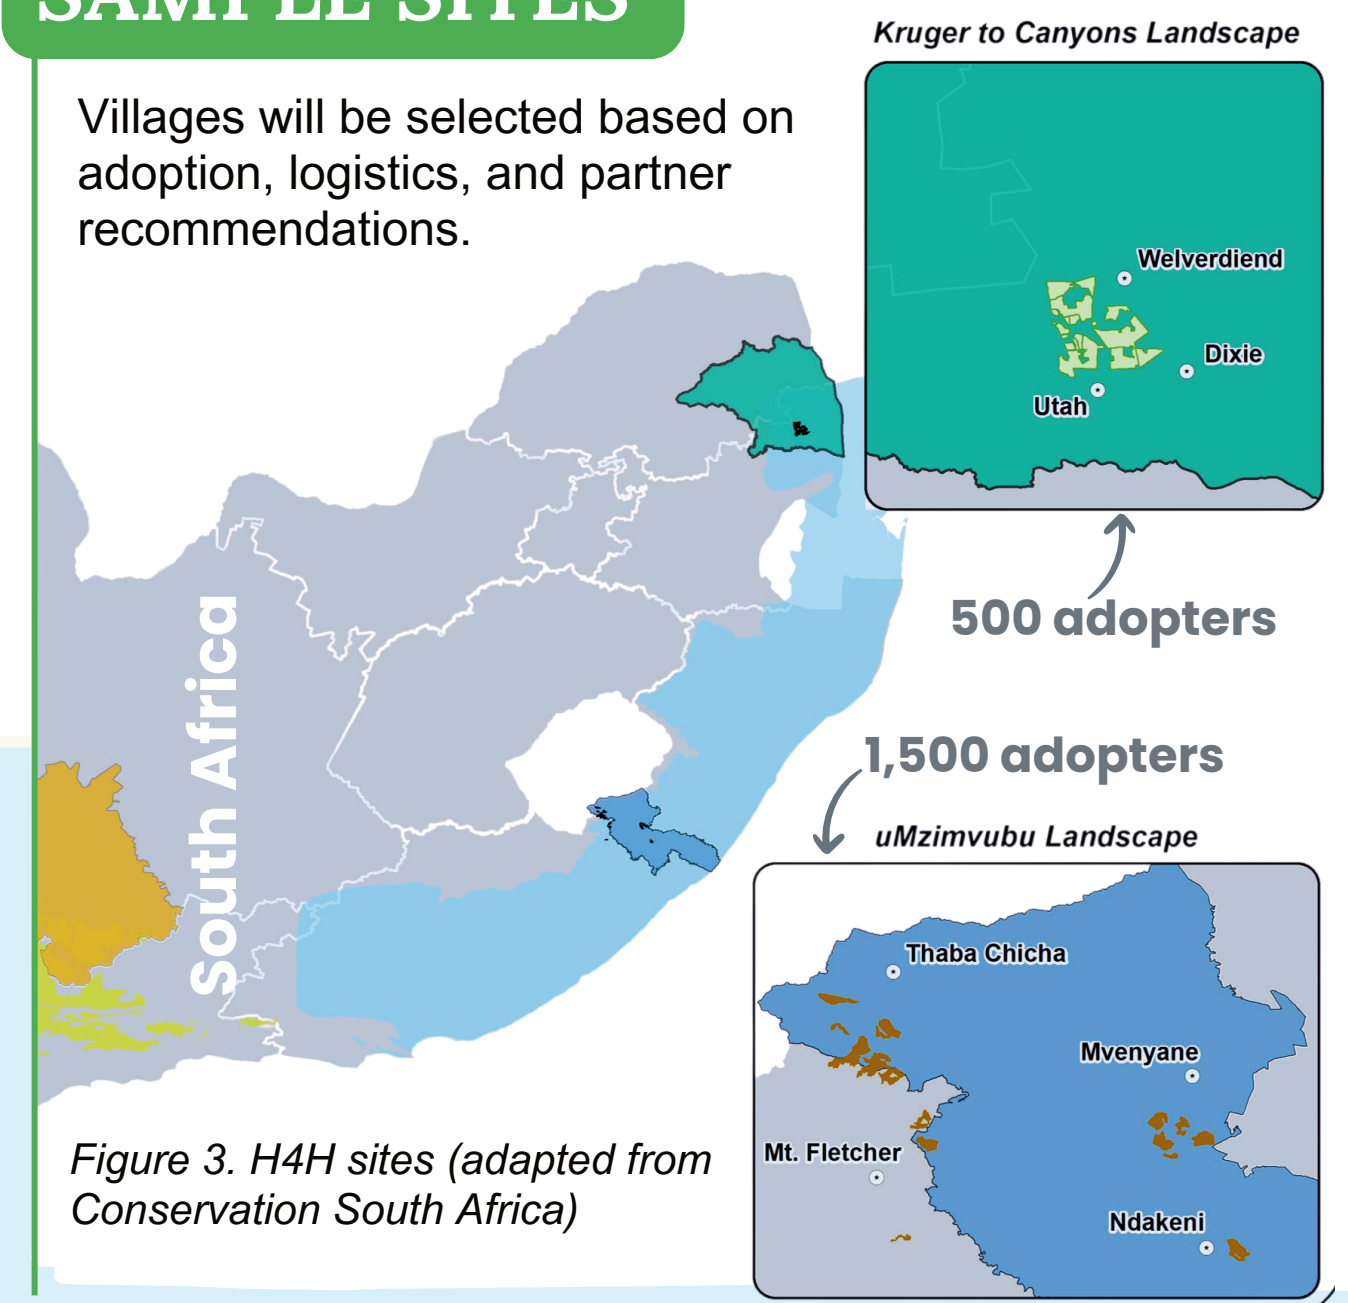 SAMPLE SITES
Villages will be selected based on
adoption, logistics, and partner
recommendations.
Kruger to Canyons Landscape
Welverdiend
Dixie
Utah
500 adopters
South Africa
1,500 adopters
uMzimvubu Landscape
Thaba Chicha
Mvenyane
Mt. Fletcher
Ndakeni
Figure 3. H4H sites (adapted from
Conservation South Africa)